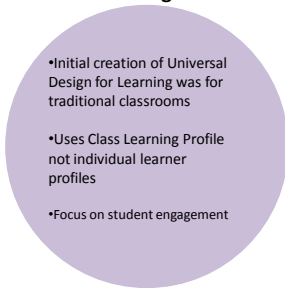 •Initial creation of Universal
Design for Learning was for
traditional classrooms
•Uses Class Learning Profile
not individual learner
profiles
•Focus on student engagement